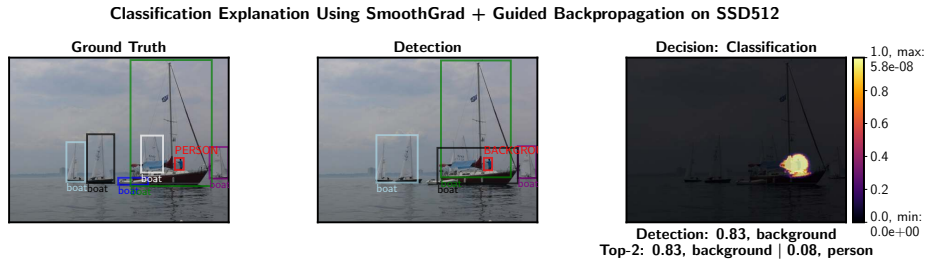 Classification Explanation Using SmoothGrad + Guided Backpropagation on SSD512
Ground Truth
Detection
Decision: Classification
PERSON
boat
boat
boat
boat
boat
BACKGRO
boat
boat
boat
1.0, max:
5.8e-08
0.8
0.6
0.4
0.2
0.0, min:
0.0e+00
Detection: 0.83, background
Top-2: 0.83, background | 0.08, person